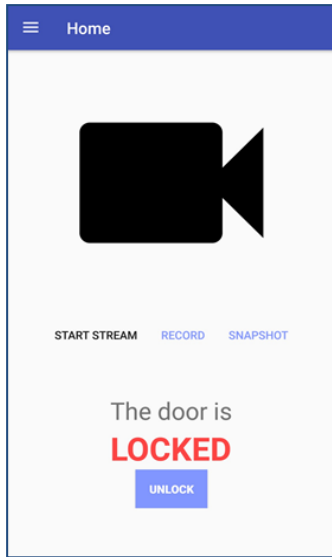 Home
START STREAM RECORD SNAPSHOT
The door is
LOCKED
UNLOCK